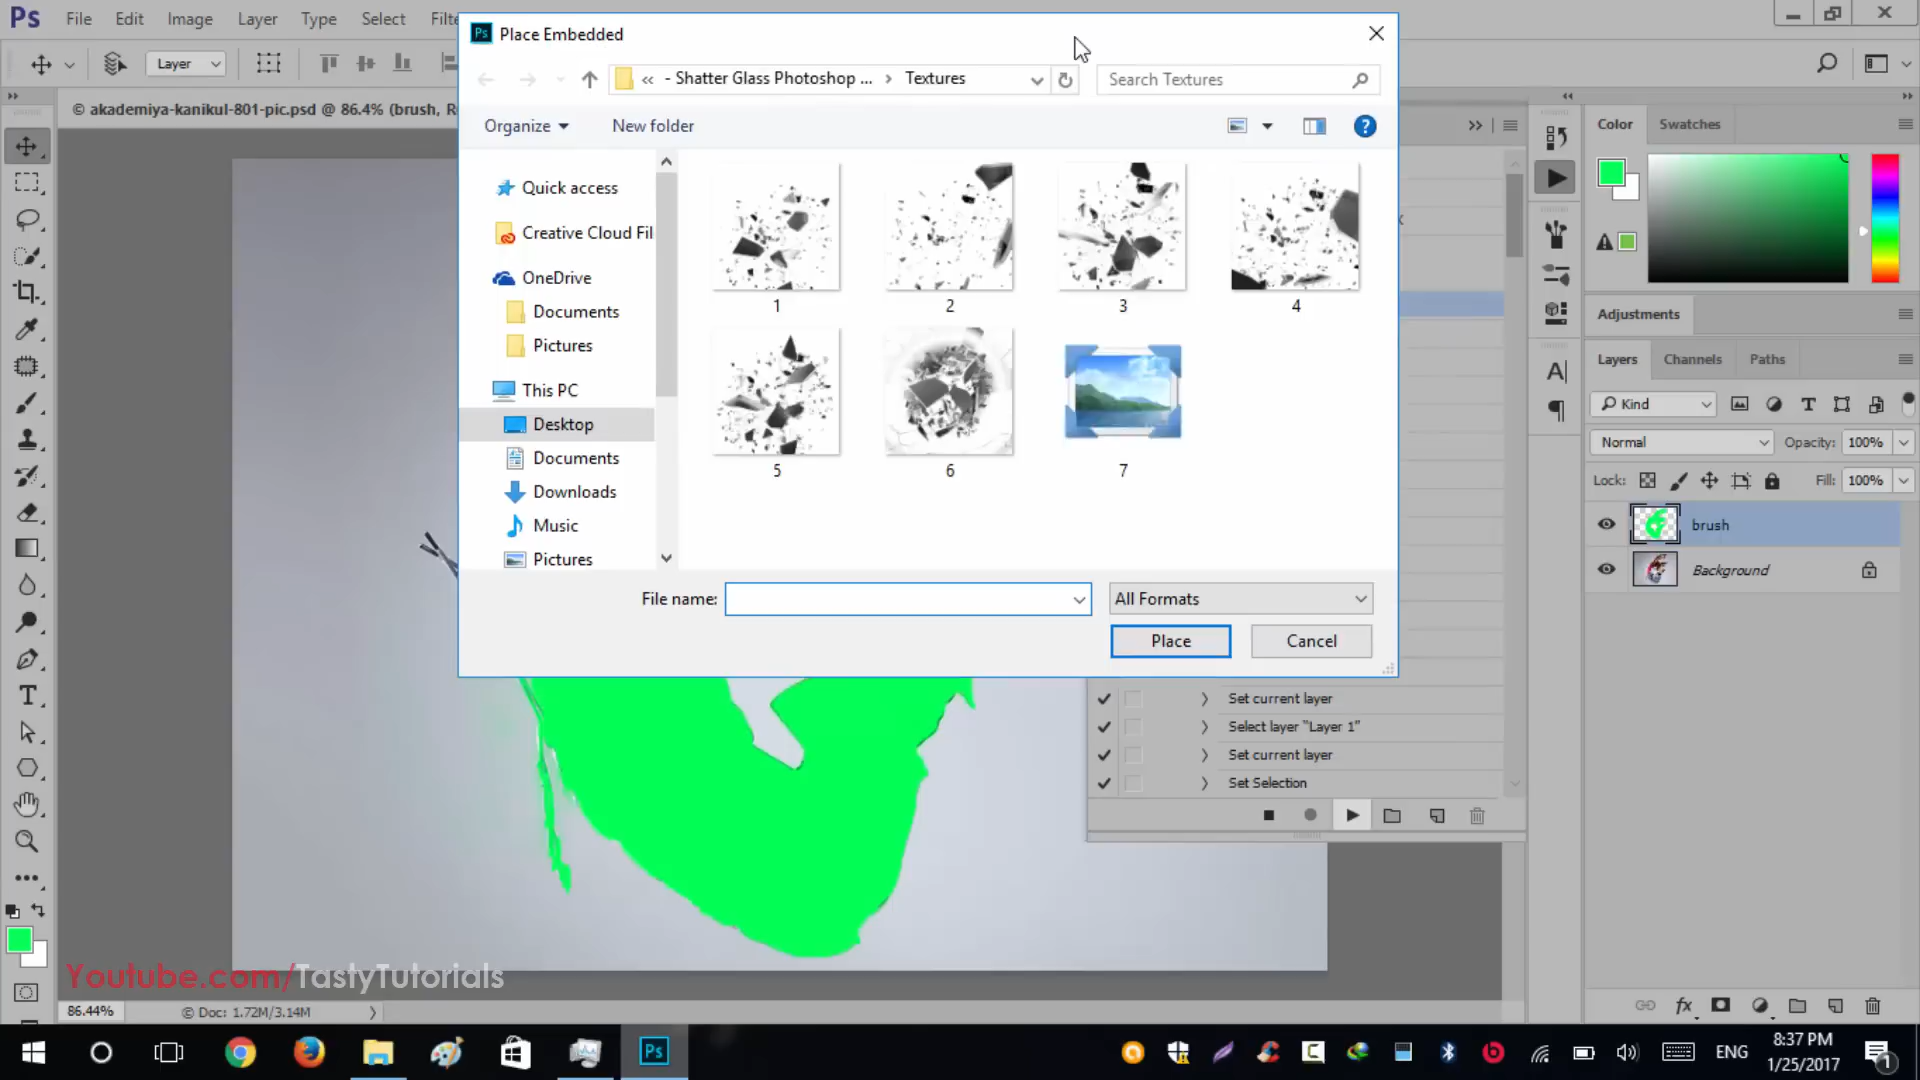 Ps File Edit Image Layer Type Select
Place Embedded
Layer
« - Shatter Glass Photoshop ... > Textures
Search Textures
© akademiya-kanikul-801-pic.psd @ 86.4% (brush, R
Organize
New folder
Color
Swatches
Quick access
Creative Cloud Fil
OneDrive
Documents
Pictures
This PC
Desktop
Documents
Downloads
Music
Pictures
1
2
3
4
5
6
7
File name:
All Formats
Place
Cancel
Adjustments
Layers
Channels
Paths
Kind
Normal
Opacity: 100%
Lock:
Fill: 100%
brush
Background
Set current layer
Select layer "Layer 1"
Set current layer
Set Selection
Youtube.com/TastyTutorials
86.44%
© Doc: 1.72M/3.14M
fx
Ps
ENG
8:37 PM
1/25/2017
1